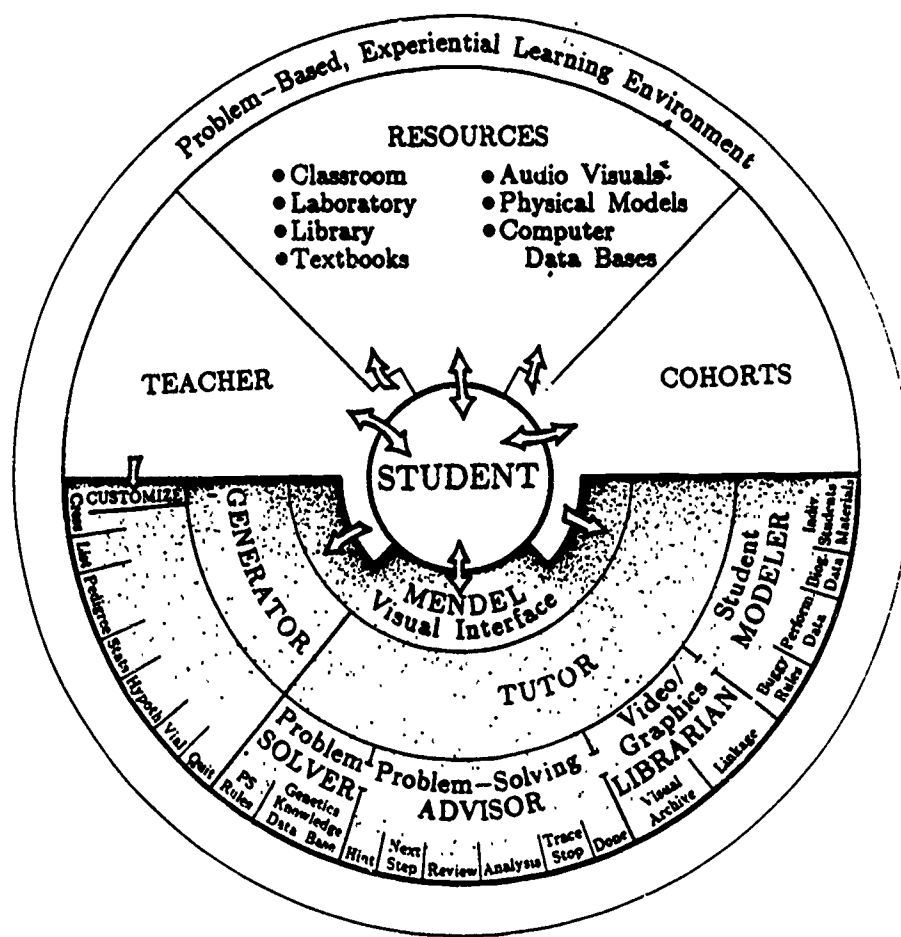 Problem-Based, Experiential Learning Environment
RESOURCES
• Classroom
• Laboratory
• Library
• Textbooks
• Audio Visuals
• Physical Models
• Computer
Data Bases
TEACHER
COHORTS
STUDENT
MENDEL
Visual Interface
CUSTOMIZE
GENERATOR
Cross
List
Pedigree
Stats
Hypoth
Vial
Quit
TUTOR
Problem
SOLVER
PS
Rules
Genetics
Knowledge
Data Base
Problem-Solving
ADVISOR
Hint
Next
Step
Review
Analysis
Trace
Stop
Done
Video/
Graphics
LIBRARIAN
Visual
Archive
Linkage
Student
MODELER
Buggy
Rules
Perform
Data
Biog.
Data
Indiv.
Students
Materials